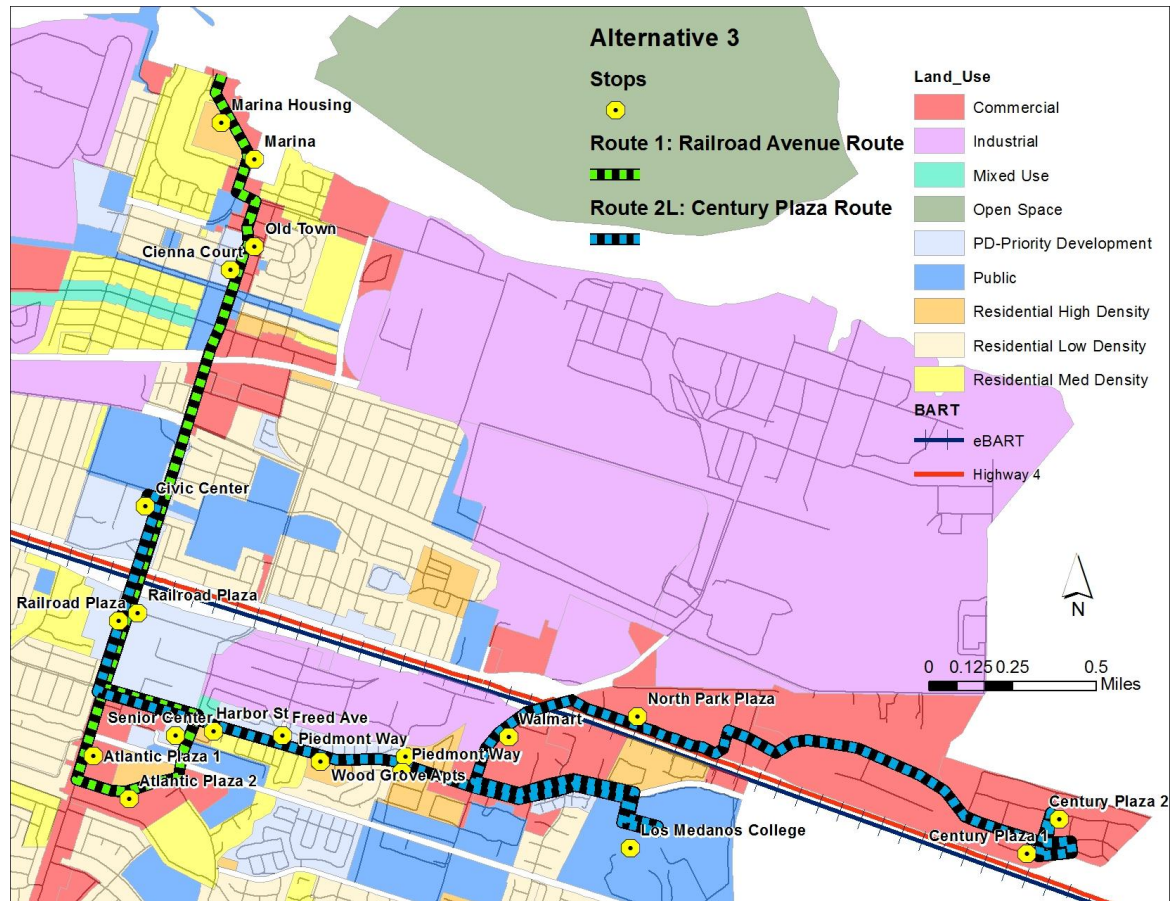 Alternative 3
Stops
Route 1: Railroad Avenue Route
Route 2L: Century Plaza Route
Land_Use
Commercial
Industrial
Mixed Use
Open Space
PD-Priority Development
Public
Residential High Density
Residential Low Density
Residential Med Density
BART
eBART
Highway 4
N
0 0.125 0.25 0.5
Miles
Marina Housing
Marina
Old Town
Cienna Court
Civic Center
Railroad Plaza
Railroad Plaza
Senior Center
Harbor St
Freed Ave
Piedmont Way
Piedmont Way
Wood Grove Apts
Atlantic Plaza 1
Atlantic Plaza 2
Walmart
North Park Plaza
Los Medanos College
Century Plaza 2
Century Plaza 1